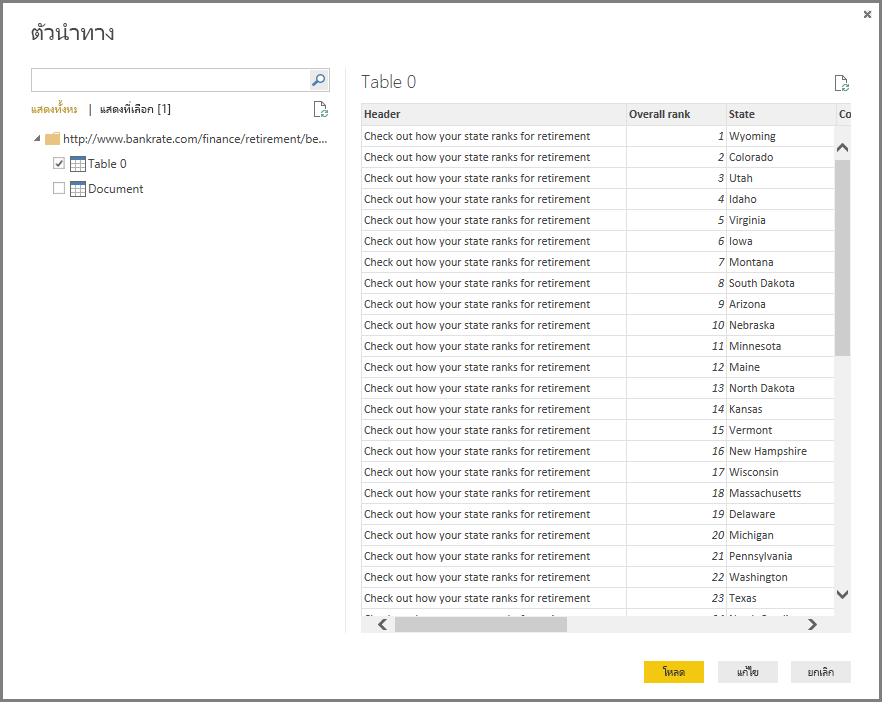 ตัวนำทาง
แสดงทั้งหมด | แสดงที่เลือก [1]
http://www.bankrate.com/finance/retirement/be...
Table 0
Document
Table 0
Header Overall rank State Co
Check out how your state ranks for retirement 1 Wyoming
Check out how your state ranks for retirement 2 Colorado
Check out how your state ranks for retirement 3 Utah
Check out how your state ranks for retirement 4 Idaho
Check out how your state ranks for retirement 5 Virginia
Check out how your state ranks for retirement 6 Iowa
Check out how your state ranks for retirement 7 Montana
Check out how your state ranks for retirement 8 South Dakota
Check out how your state ranks for retirement 9 Arizona
Check out how your state ranks for retirement 10 Nebraska
Check out how your state ranks for retirement 11 Minnesota
Check out how your state ranks for retirement 12 Maine
Check out how your state ranks for retirement 13 North Dakota
Check out how your state ranks for retirement 14 Kansas
Check out how your state ranks for retirement 15 Vermont
Check out how your state ranks for retirement 16 New Hampshire
Check out how your state ranks for retirement 17 Wisconsin
Check out how your state ranks for retirement 18 Massachusetts
Check out how your state ranks for retirement 19 Delaware
Check out how your state ranks for retirement 20 Michigan
Check out how your state ranks for retirement 21 Pennsylvania
Check out how your state ranks for retirement 22 Washington
Check out how your state ranks for retirement 23 Texas
โหลด แก้ไข ยกเลิก